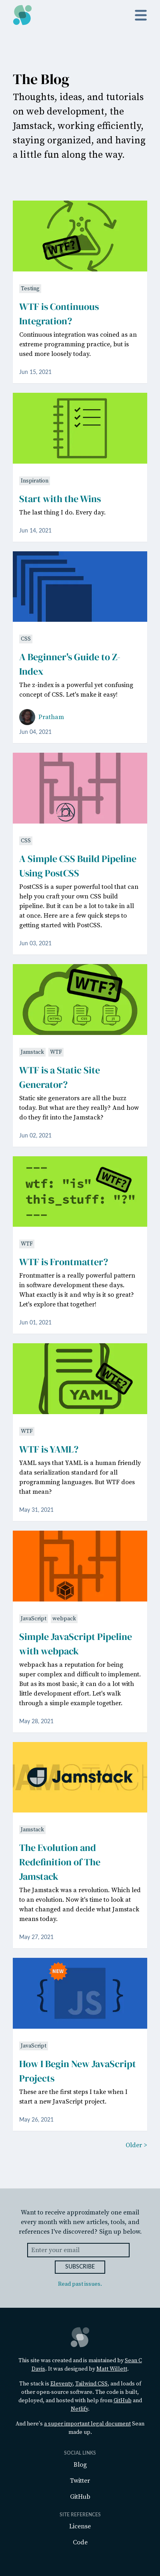 The Blog
Thoughts, ideas, and tutorials
on web development, the
Jamstack, working efficiently,
staying organized, and having
a little fun along the way.
WTF?
Testing
WTF is Continuous
Integration?
Continuous integration was coined as an
extreme programming practice, but is
used more loosely today.
Jun 15, 2021
Inspiration
Start with the Wins
The last thing I do. Every day.
Jun 14, 2021
CSS
A Beginner's Guide to Z-
Index
The z-index is a powerful yet confusing
concept of CSS. Let's make it easy!
Pratham
Jun 04, 2021
CSS
A Simple CSS Build Pipeline
Using PostCSS
PostCSS is a super powerful tool that can
help you craft your own CSS build
pipeline. But it can be a lot to take in all
at once. Here are a few quick steps to
getting started with PostCSS.
Jun 03, 2021
WTF?
Jamstack WTF
WTF is a Static Site
Generator?
Static site generators are all the buzz
today. But what are they really? And how
do they fit into the Jamstack?
Jun 02, 2021
---
wtf: "is"
this_stuff: "?"
---
WTF?
WTF
WTF is Frontmatter?
Frontmatter is a really powerful pattern
in software development these days.
What exactly is it and why is it so great?
Let's explore that together!
Jun 01, 2021
WTF?
YAML
WTF
WTF is YAML?
YAML says that YAML is a human friendly
data serialization standard for all
programming languages. But WTF does
that mean?
May 31, 2021
JavaScript webpack
Simple JavaScript Pipeline
with webpack
webpack has a reputation for being
super complex and difficult to implement.
But as its most basic, it can do a lot with
little development effort. Let's walk
through a simple example together.
May 28, 2021
Jamstack
Jamstack
The Evolution and
Redefinition of The
Jamstack
The Jamstack was a revolution. Which led
to an evolution. Now it's time to look at
what changed and decide what Jamstack
means today.
May 27, 2021
NEW
{ JS }
JavaScript
How I Begin New JavaScript
Projects
These are the first steps I take when I
start a new JavaScript project.
May 26, 2021
Older >
Want to receive approximately one email
every month with new articles, tools, and
references I've discovered? Sign up below.
Enter your email
SUBSCRIBE
Read past issues.
This site was created and is maintained by Sean C
Davis. It was designed by Matt Willett.
The stack is Eleventy, Tailwind CSS, and loads of
other open-source software. The code is built,
deployed, and hosted with help from GitHub and
Netlify.
And here's a super important legal document Sean
made up.
SOCIAL LINKS
Blog
Twitter
GitHub
SITE REFERENCES
License
Code